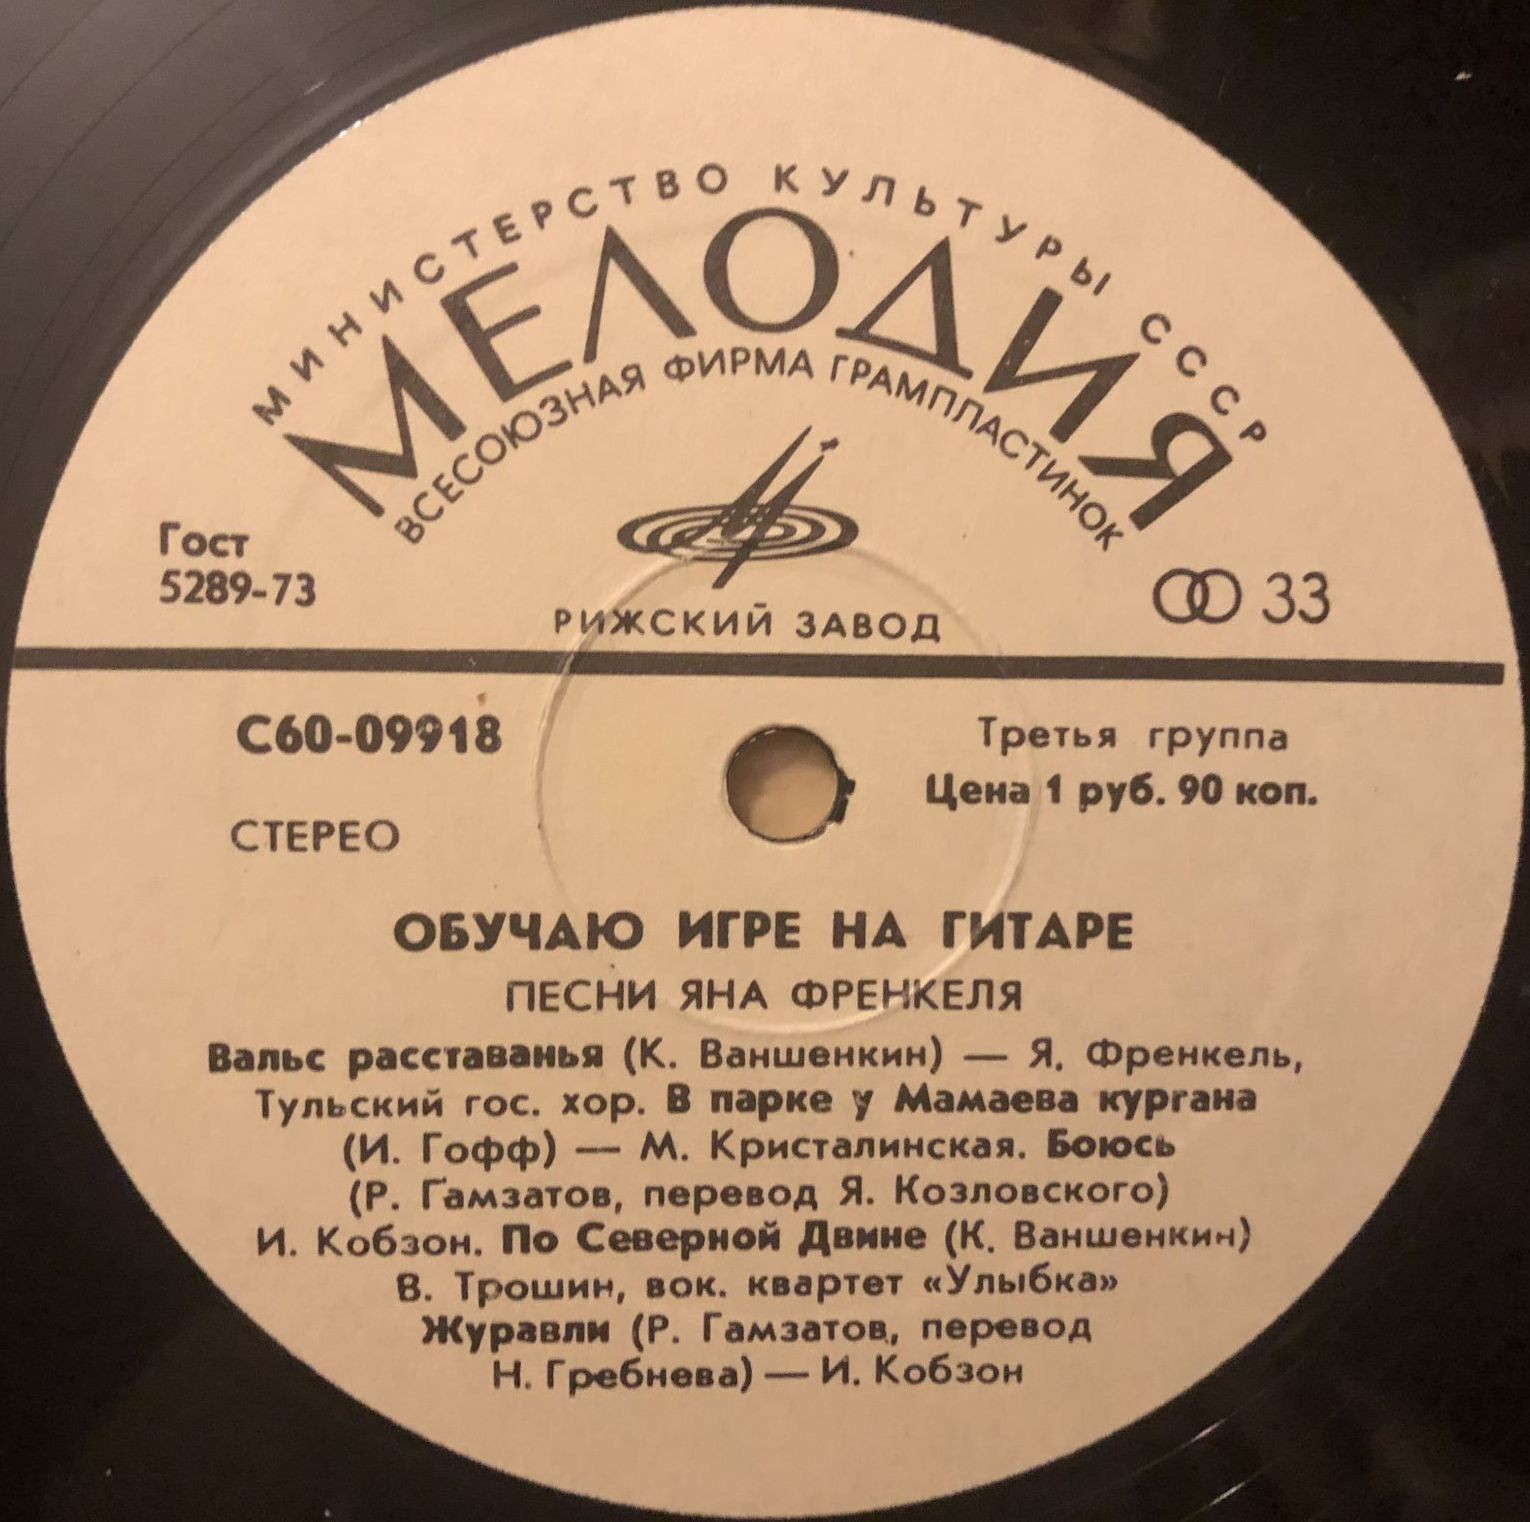 МИНИСТЕРСТВО КУЛЬТУРЫ СССР
МЕЛОДИЯ
ВСЕСОЮЗНАЯ ФИРМА ГРАМПЛАСТИНОК
Гост
5289-73
33
РИЖСКИЙ ЗАВОД
С60-09918
Третья группа
Цена 1 руб. 90 коп.
СТЕРЕО
ОБУЧАЮ ИГРЕ НА ГИТАРЕ
ПЕСНИ ЯНА ФРЕНКЕЛЯ
Вальс расставанья (К. Ваншенкин) — Я. Френкель,
Тульский гос. хор. В парке у Мамаева кургана
(И. Гофф) — М. Кристалинская. Боюсь
(Р. Гамзатов, перевод Я. Козловского)
И. Кобзон. По Северной Двине (К. Ваншенкин)
В. Трошин, вок. квартет «Улыбка»
Журавли (Р. Гамзатов, перевод
Н. Гребнева) — И. Кобзон